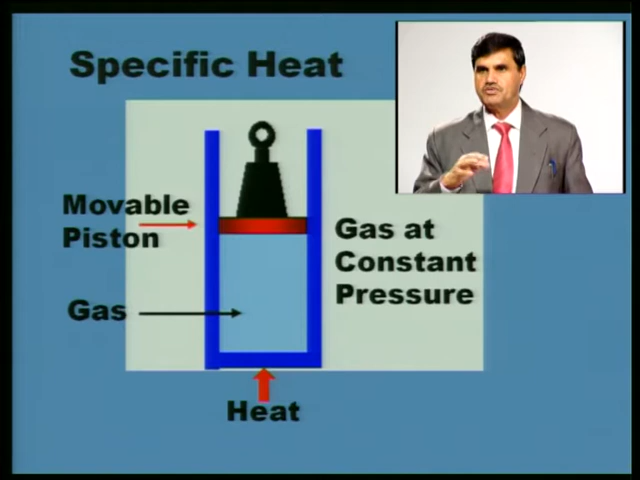 Specific Heat
Movable
Piston
Gas at
Constant
Pressure
Gas
Heat